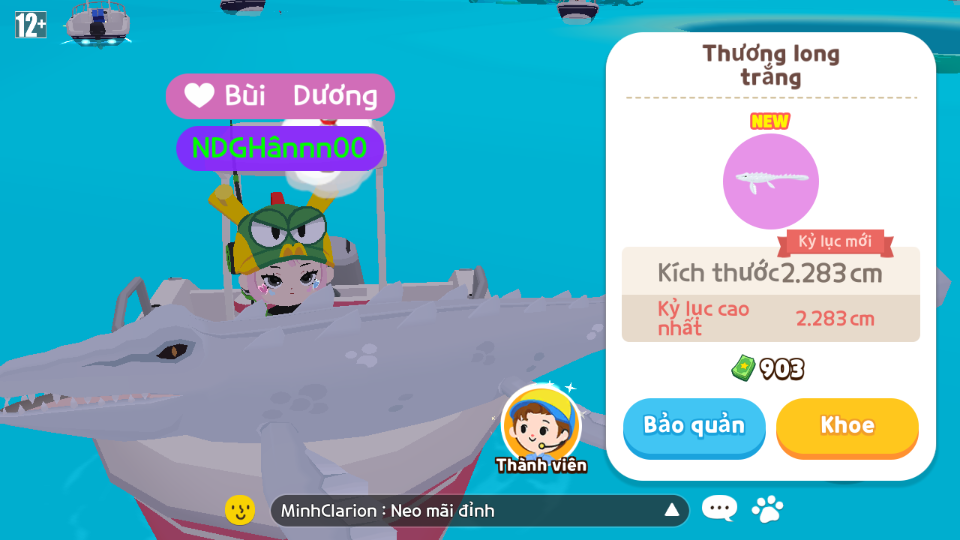 12+
Bùi Dương
NDGHânnn00
Thương long
trắng
NEW
Kỷ lục mới
Kích thước 2.283 cm
Kỷ lục cao
nhất
2.283 cm
903
Bảo quản
Khoe
Thành viên
MinhClarion : Neo mãi đỉnh